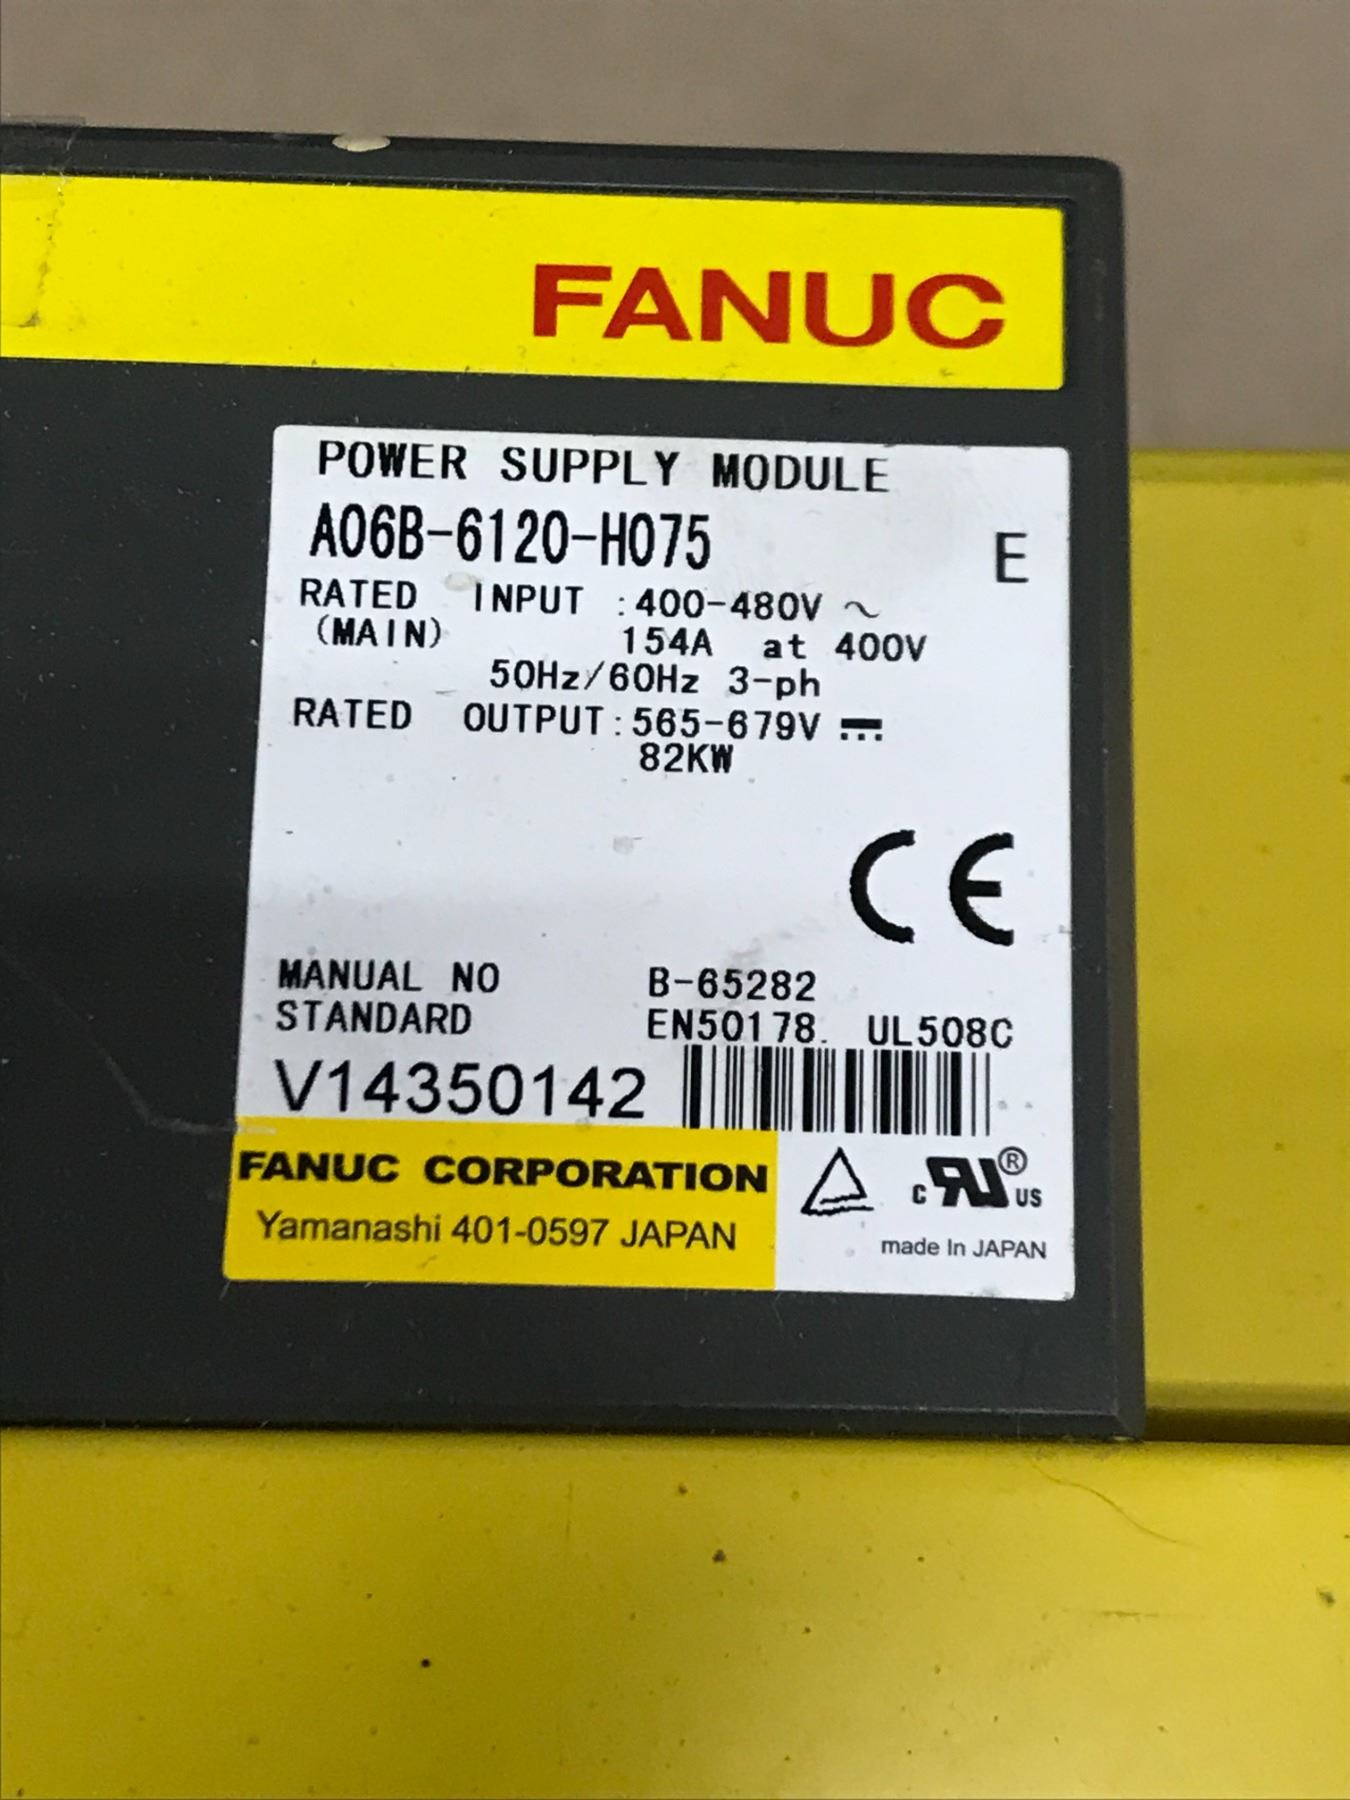 FANUC
POWER SUPPLY MODULE
A06B-6120-H075 E
RATED INPUT :400-480V ~
(MAIN) 154A at 400V
50Hz/60Hz 3-ph
RATED OUTPUT:565-679V ⎓
82KW
CE
MANUAL NO B-65282
STANDARD EN50178. UL508C
V14350142
FANUC CORPORATION
Yamanashi 401-0597 JAPAN
c RU ® US
made In JAPAN